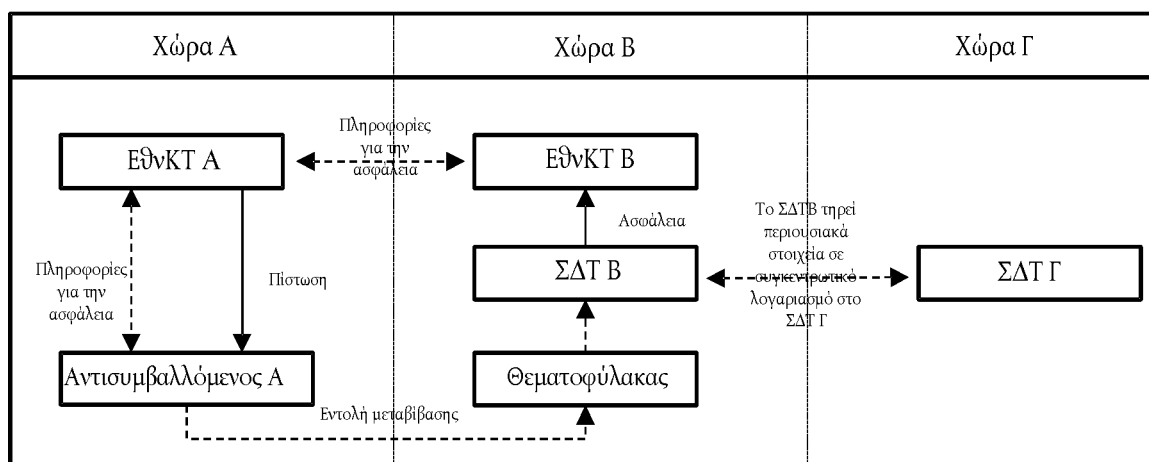 Χώρα Α
Χώρα Β
Χώρα Γ
ΕθνΚΤ Α
Πληροφορίες
για την
ασφάλεια
ΕθνΚΤ Β
Πληροφορίες
για την
ασφάλεια
Πίστωση
Ασφάλεια
ΣΔΤ Β
Το ΣΔΤΒ τηρεί
περιουσιακά
στοιχεία σε
συγκεντρωτικό
λογαριασμό στο
ΣΔΤ Γ
ΣΔΤ Γ
Αντισυμβαλλόμενος Α
Θεματοφύλακας
Εντολή μεταβίβασης